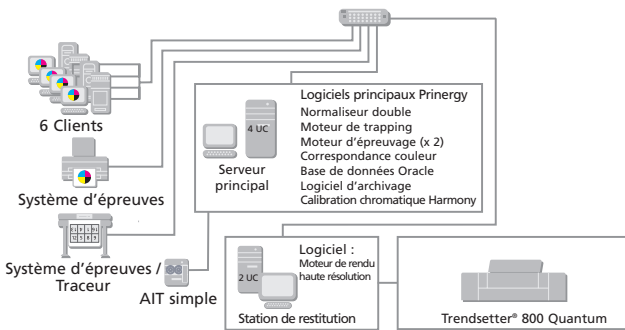 6 Clients
Système d'épreuves
Système d'épreuves /
Traceur
AIT simple
4 UC
Serveur
principal
Logiciels principaux Prinergy
Normaliseur double
Moteur de trapping
Moteur d'épreuvage (x 2)
Correspondance couleur
Base de données Oracle
Logiciel d'archivage
Calibration chromatique Harmony
2 UC
Logiciel :
Moteur de rendu
haute résolution
Station de restitution
Trendsetter® 800 Quantum